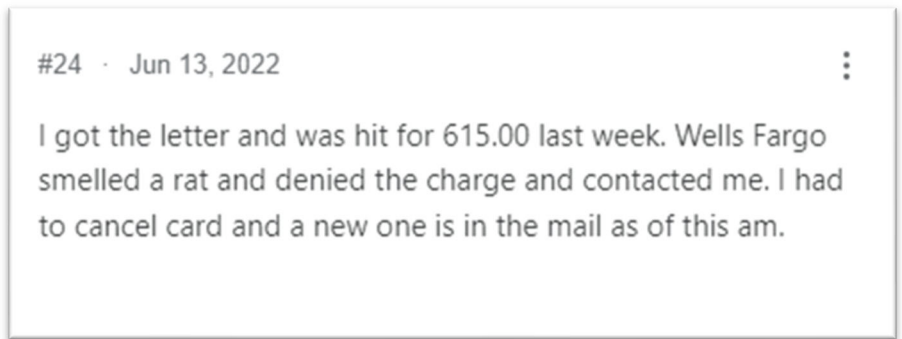 #24 · Jun 13, 2022
I got the letter and was hit for 615.00 last week. Wells Fargo
smelled a rat and denied the charge and contacted me. I had
to cancel card and a new one is in the mail as of this am.